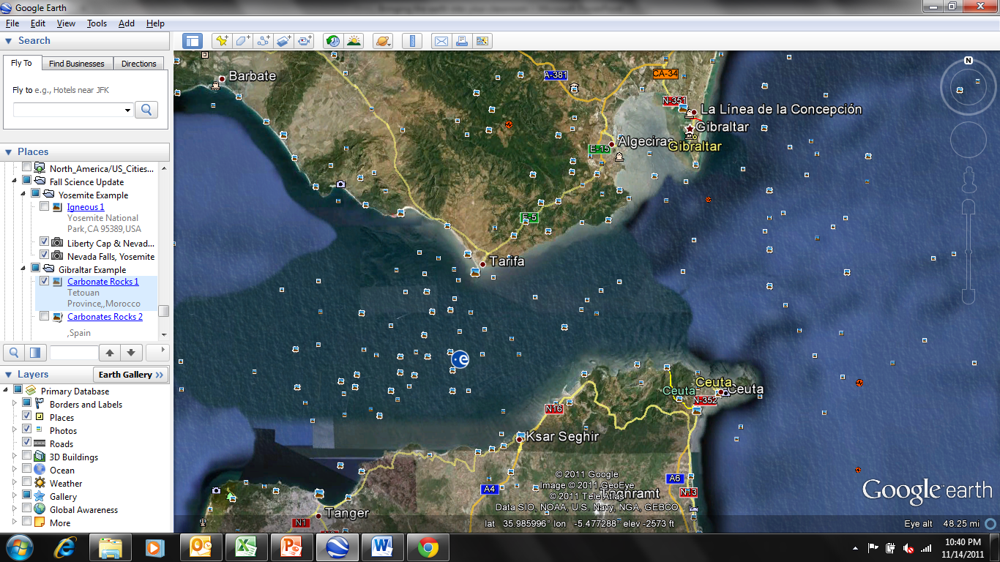 Google Earth
File Edit View Tools Add Help
Search
Fly To Find Businesses Directions
Fly to e.g., Hotels near JFK
Places
North_America/US_Cities...
Fall Science Update
Yosemite Example
Igneous 1
Yosemite National
Park,CA 95389,USA
Liberty Cap & Nevad...
Nevada Falls, Yosemite
Gibraltar Example
Carbonate Rocks 1
Tetouan
Province,,Morocco
Carbonates Rocks 2
,Spain
Layers
Earth Gallery >>
Primary Database
Borders and Labels
Places
Photos
Roads
3D Buildings
Ocean
Weather
Gallery
Global Awareness
More
N
Barbate
A-381
CA-34
N-351
La Línea de la Concepción
Gibraltar
Algeciras
E-15
Gibraltar
E-5
Tarifa
e
Ceuta
Ceuta
Ceuta
N-352
N16
Ksar Seghir
A4
A6
N13
Tanger
N1
© 2011 Google
Image © 2011 GeoEye
© 2011 Tele Atlas
Data SIO, NOAA, U.S. Navy, NGA, GEBCO
Google earth
lat 35.985996° lon -5.477288° elev -2573 ft
Eye alt 48.25 mi
10:40 PM
11/14/2011